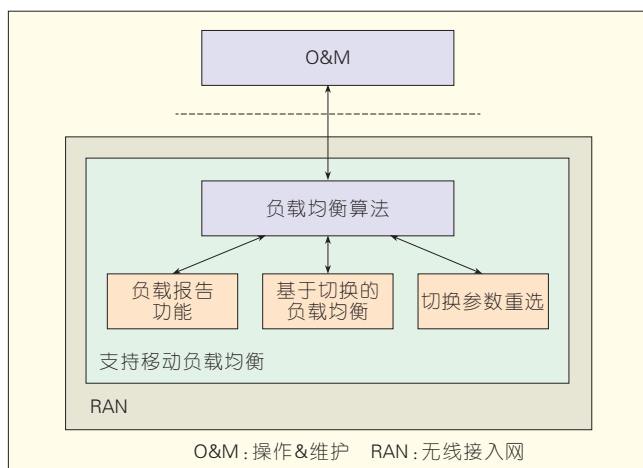 O&M
负载均衡算法
负载报告
功能
基于切换的
负载均衡
切换参数重选
支持移动负载均衡
RAN
O&M：操作&维护 RAN：无线接入网